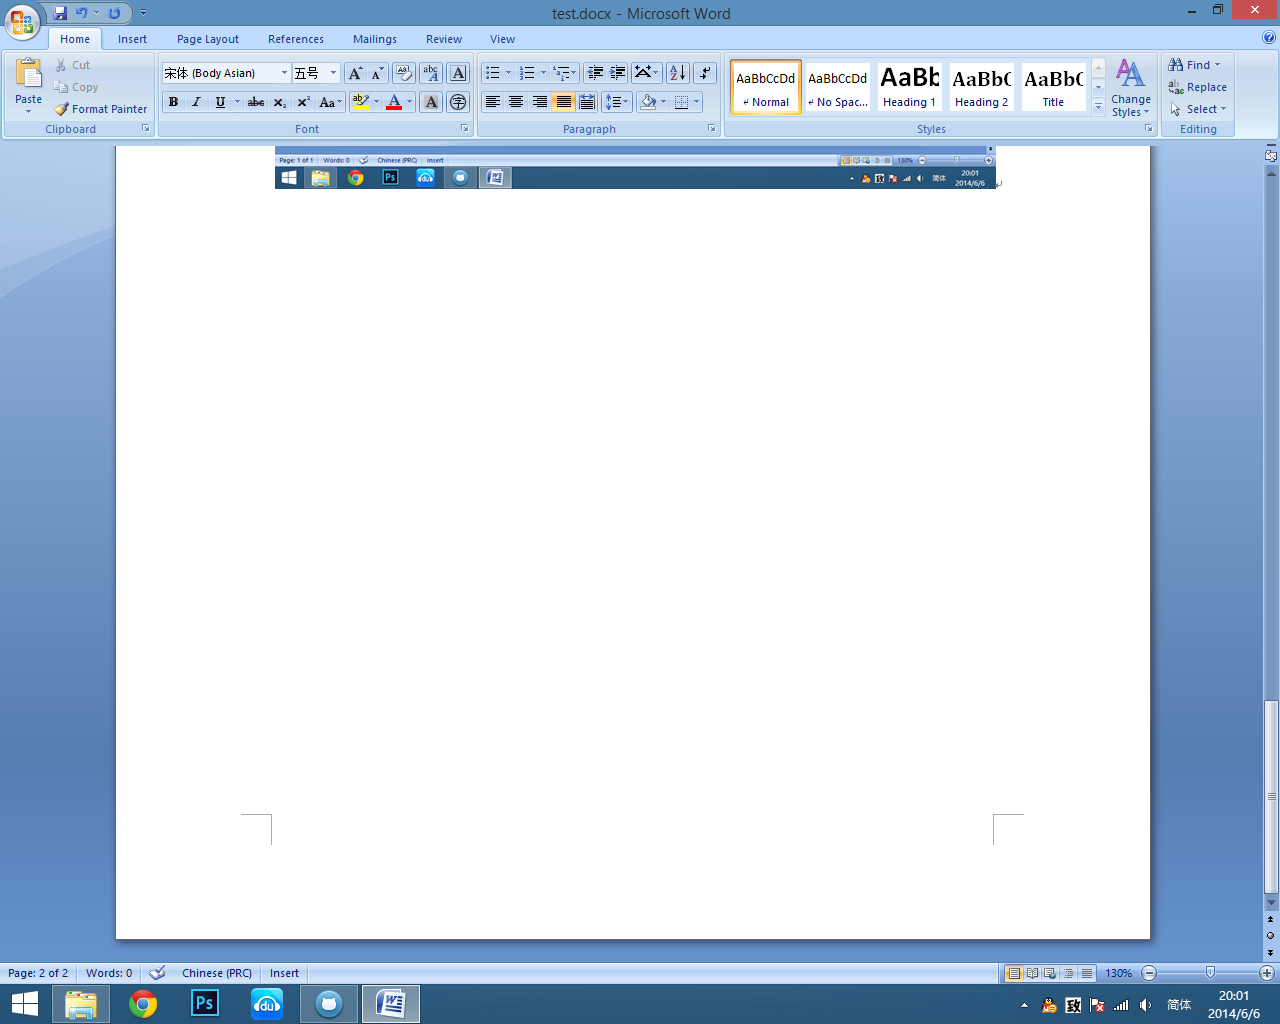 test.docx - Microsoft Word
Home Insert Page Layout References Mailings Review View
Paste
Cut
Copy
Format Painter
Clipboard
宋体 (Body Asian) 五号
Font
Paragraph
AaBbCcDd AaBbCcDd AaBb AaBbC AaBbC
Normal No Spac... Heading 1 Heading 2 Title
Change Styles
Styles
Find
Replace
Select
Editing
Page: 1 of 1 Words: 0 Chinese (PRC) Insert 130%
简体 20:01
2014/6/6
Page: 2 of 2 Words: 0 Chinese (PRC) Insert 130%
Ps du 简体 20:01
2014/6/6